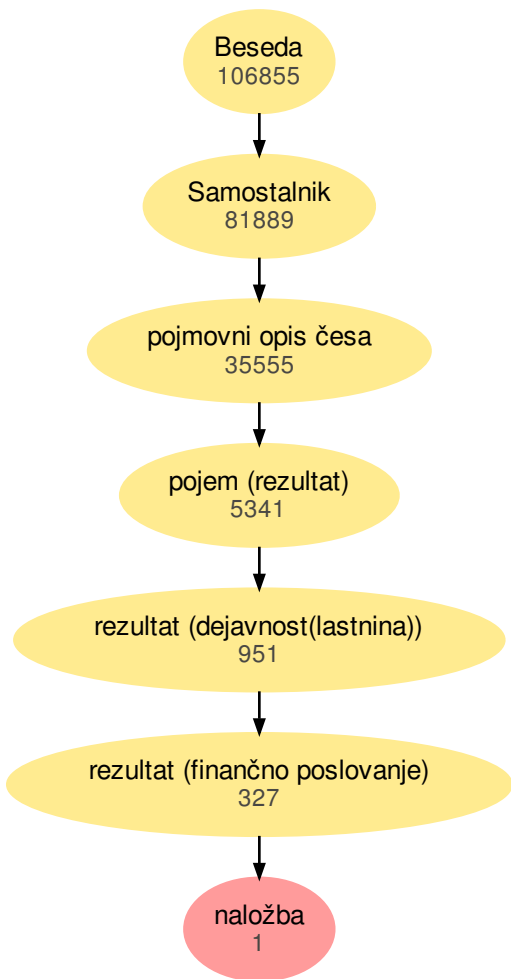 Beseda
106855
Samostalnik
81889
pojmovni opis česa
35555
pojem (rezultat)
5341
rezultat (dejavnost(lastnina))
951
rezultat (finančno poslovanje)
327
naložba
1